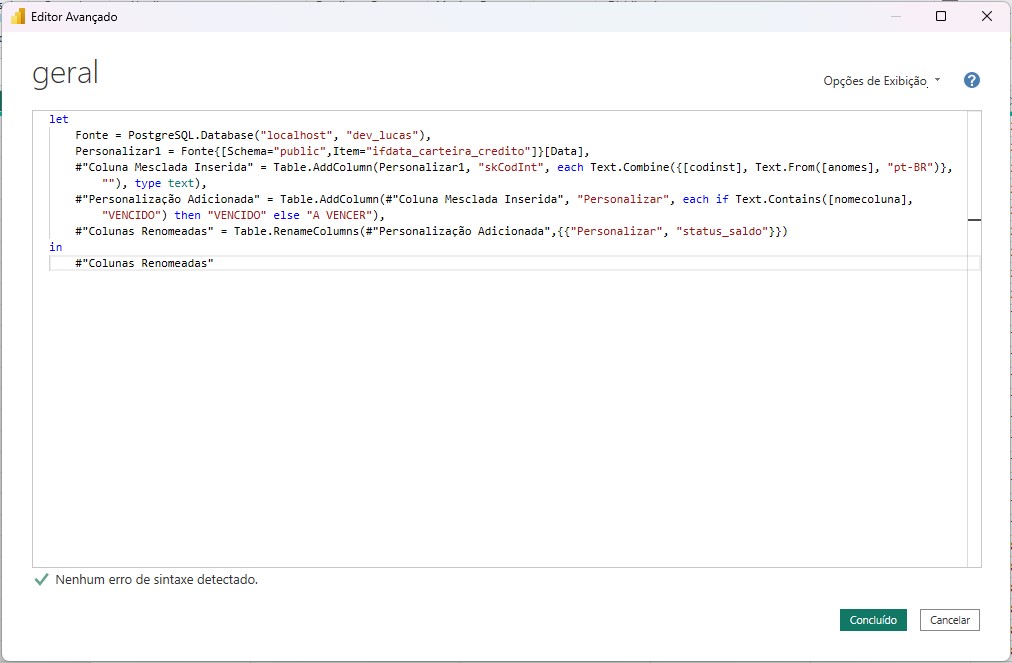 Editor Avançado
geral
Opções de Exibição
?
let
Fonte = PostgreSQL.Database("localhost", "dev_lucas"),
Personalizar1 = Fonte{[Schema="public",Item="ifdata_carteira_credito"]}[Data],
#"Coluna Mesclada Inserida" = Table.AddColumn(Personalizar1, "skCodInt", each Text.Combine({[codinst], Text.From([anomes], "pt-BR")},
""), type text),
#"Personalização Adicionada" = Table.AddColumn(#"Coluna Mesclada Inserida", "Personalizar", each if Text.Contains([nomecoluna],
"VENCIDO") then "VENCIDO" else "A VENCER"),
#"Colunas Renomeadas" = Table.RenameColumns(#"Personalização Adicionada",{{"Personalizar", "status_saldo"}})
in
#"Colunas Renomeadas"
Nenhum erro de sintaxe detectado.
Concluído
Cancelar